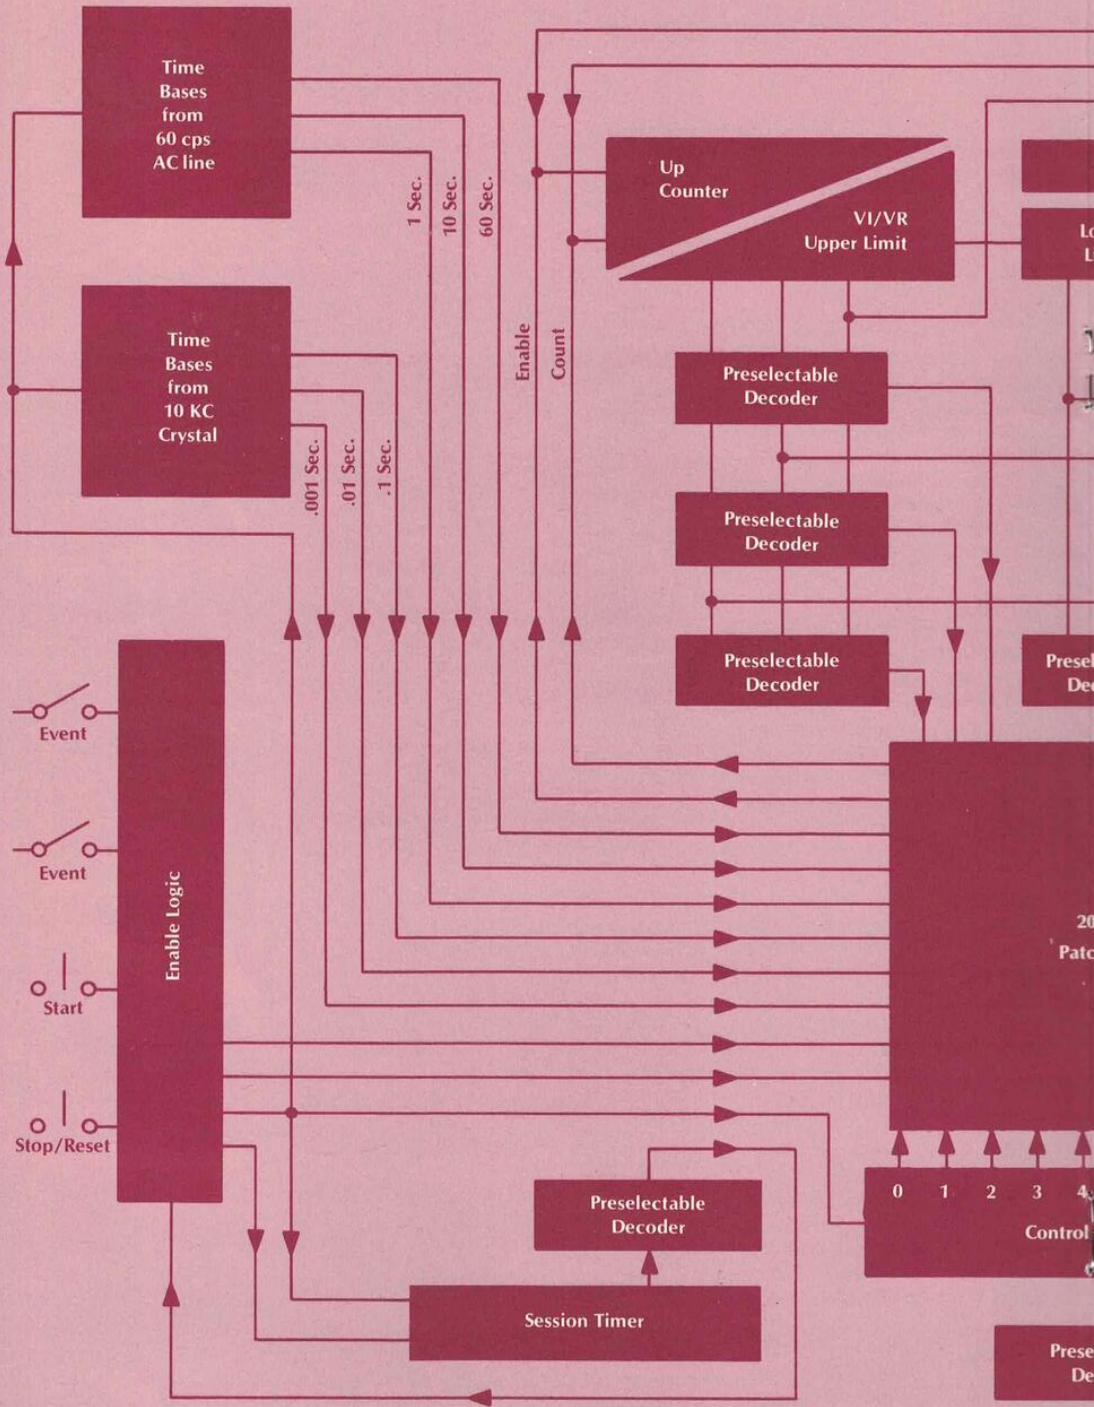 Time
Bases
from
60 cps
AC line
1 Sec.
10 Sec.
60 Sec.
Up
Counter
VI/VR
Upper Limit
Time
Bases
from
10 KC
Crystal
.001 Sec.
.01 Sec.
.1 Sec.
Enable
Count
Preselectable
Decoder
Preselectable
Decoder
Preselectable
Decoder
Event
Event
Start
Stop/Reset
Enable Logic
20
0
1
2
3
4
Control
Preselectable
Decoder
Session Timer